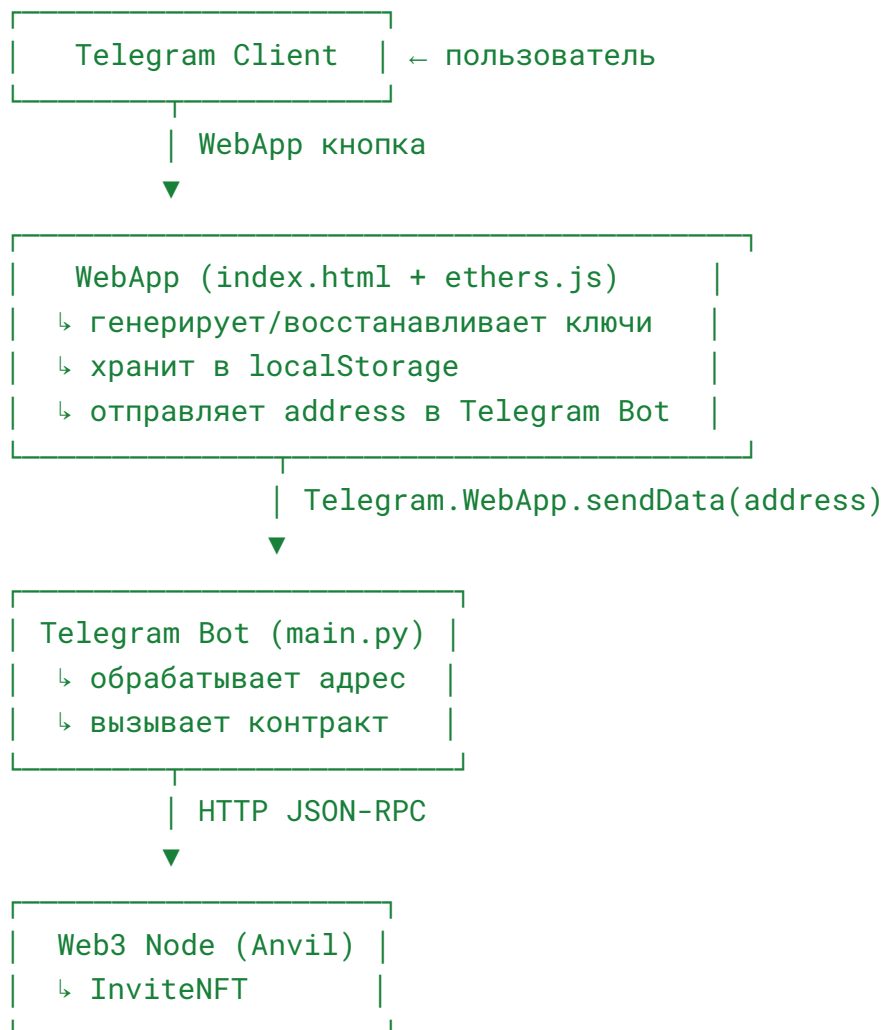 Telegram Client ← пользователь
WebApp кнопка
▼
WebApp (index.html + ethers.js)
↳ генерирует/восстанавливает ключи
↳ хранит в localStorage
↳ отправляет address в Telegram Bot
Telegram.WebApp.sendData(address)
▼
Telegram Bot (main.py)
↳ обрабатывает адрес
↳ вызывает контракт
HTTP JSON-RPC
▼
Web3 Node (Anvil)
↳ InviteNFT